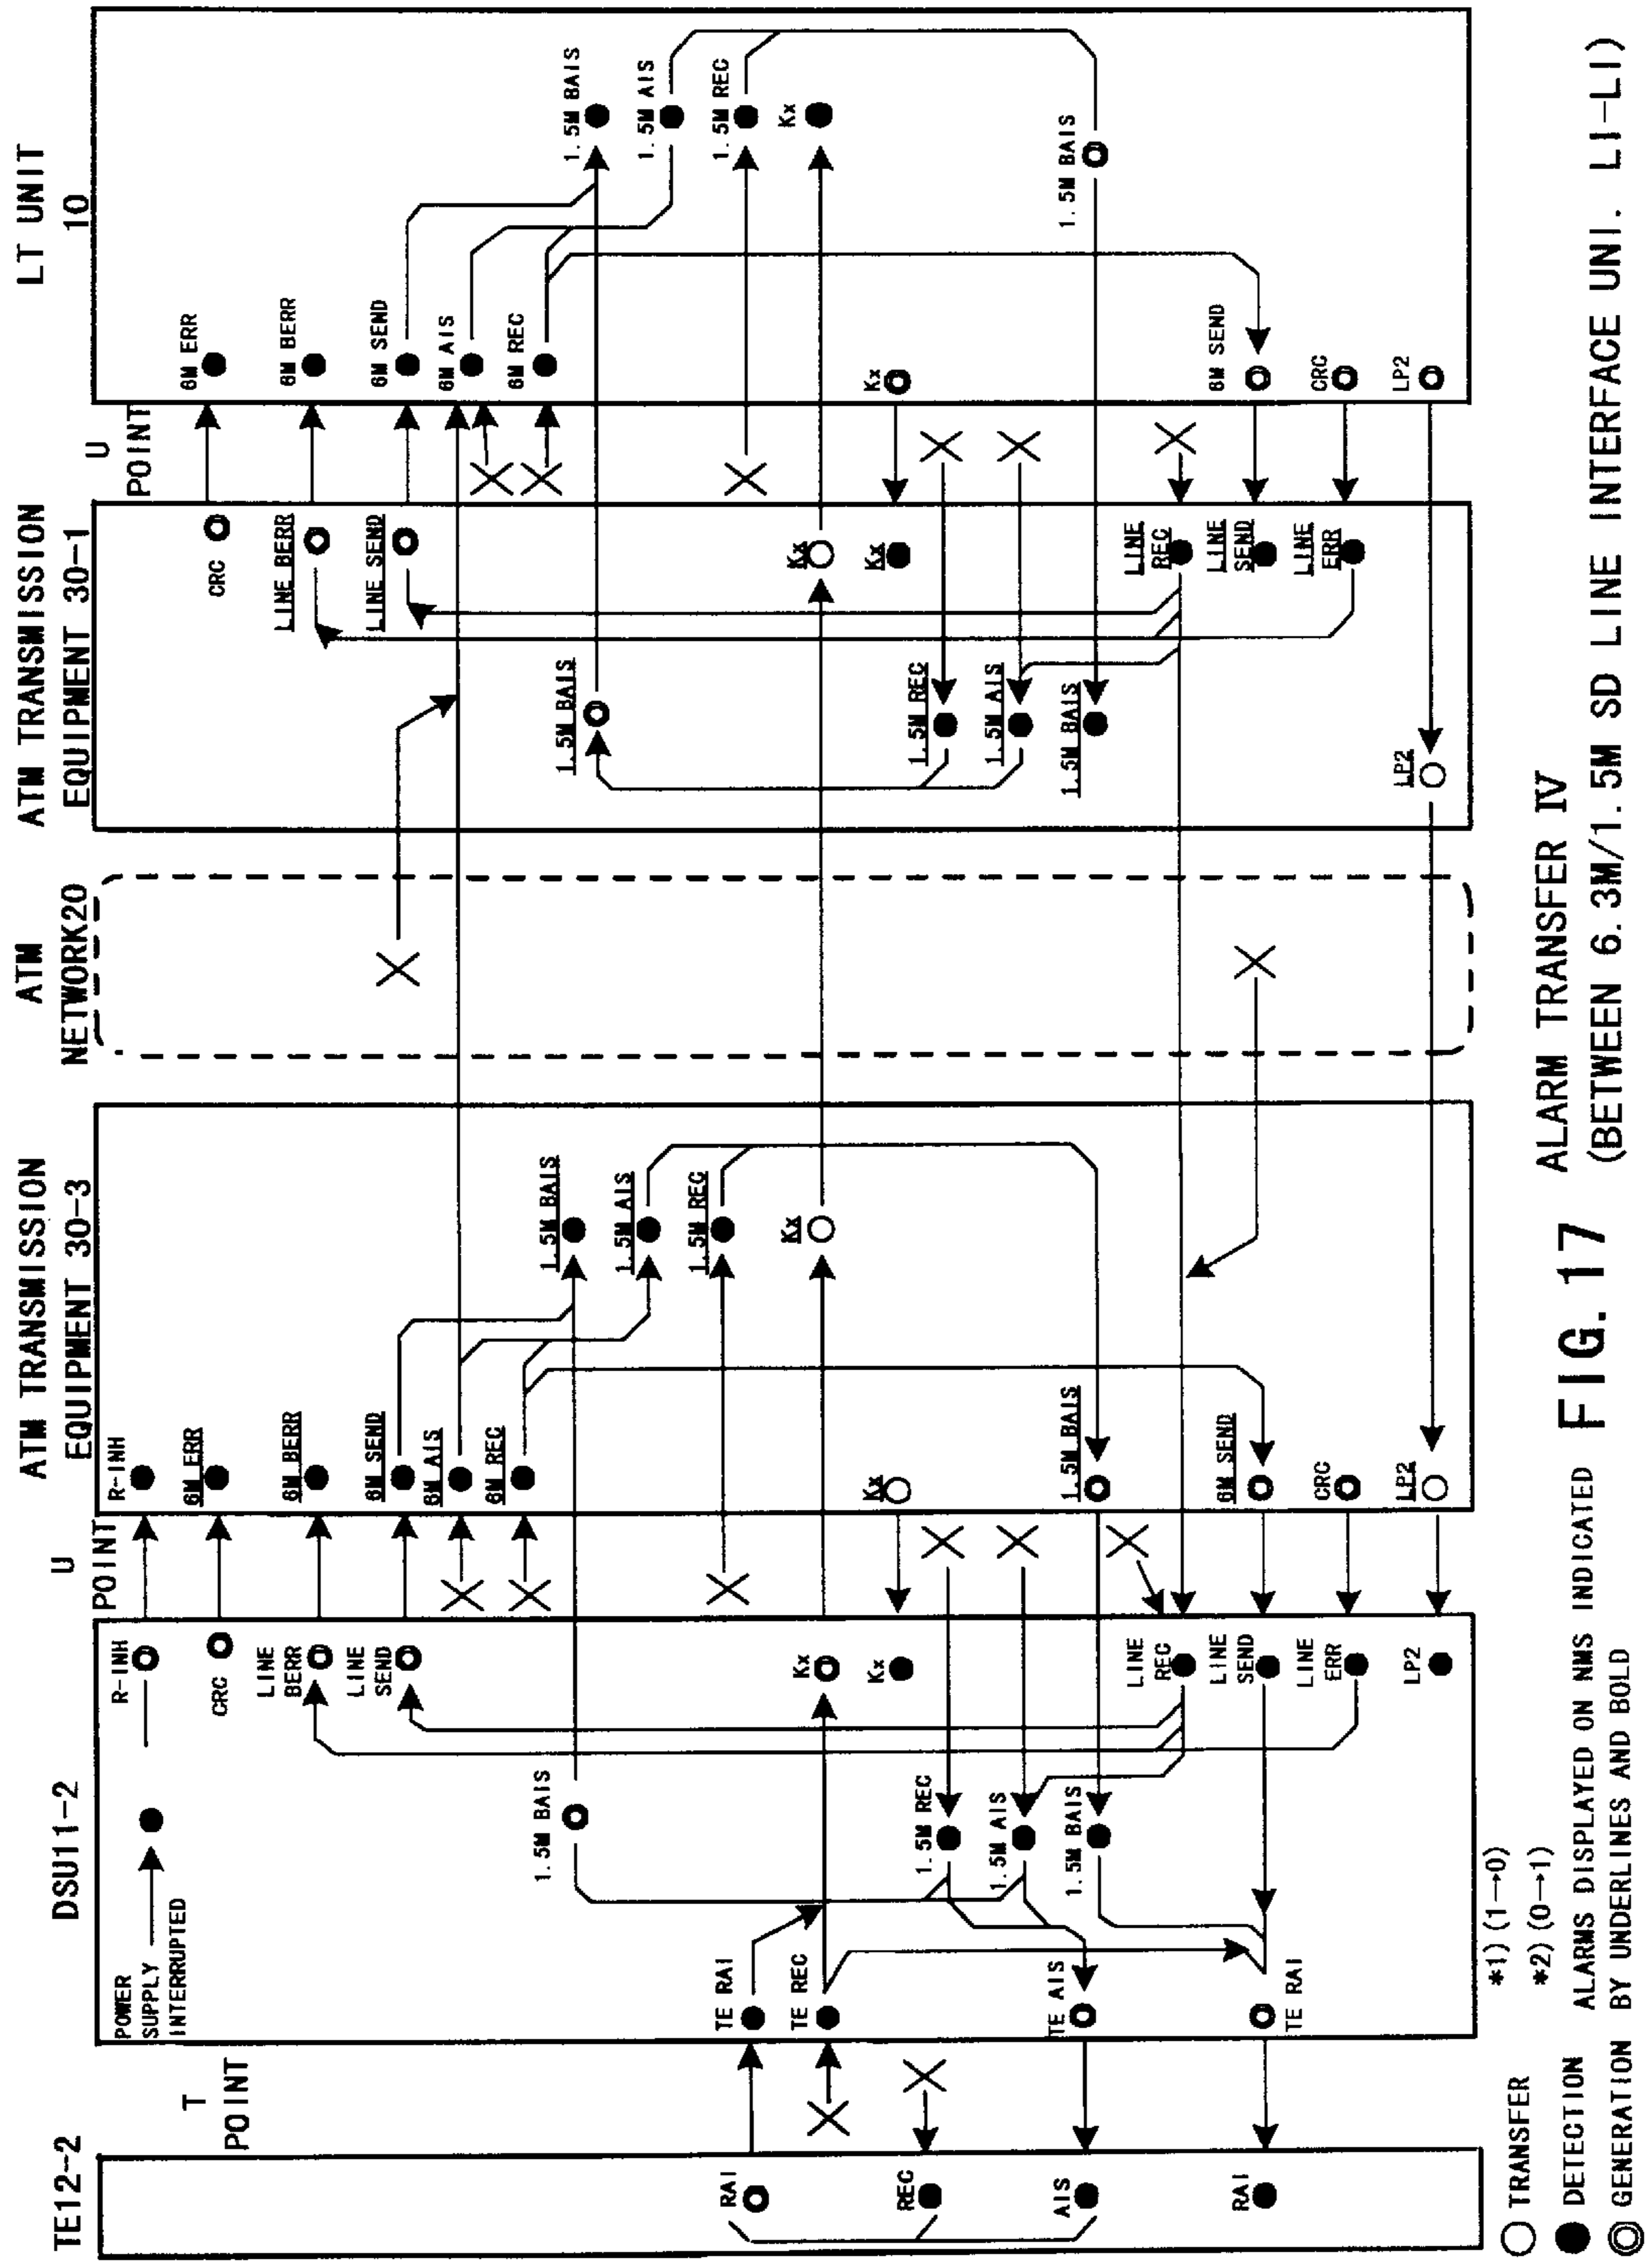 TE12-2
T
POINT
DSU11-2
U
POINT
ATM TRANSMISSION
EQUIPMENT 30-3
ATM
NETWORK20
ATM TRANSMISSION
EQUIPMENT 30-1
U
POINT
LT UNIT
10
RAI
REC
AIS
RAI
POWER
SUPPLY
INTERRUPTED
R-INH
CRC
LINE
BERR
LINE
SEND
1.5M BAIS
TE RAI
TE REC
Kx
Kx
1.5M REC
1.5M AIS
1.5M BAIS
TE AIS
TE RAI
LINE
REC
LINE
SEND
LINE
ERR
LP2
R-INH
6M ERR
6M BERR
6M SEND
6M AIS
6M REC
1.5M BAIS
1.5M AIS
1.5M REC
Kx
Kx
1.5M BAIS
6M SEND
CRC
LP2
CRC
LINE BERR
LINE SEND
1.5M BAIS
Kx
Kx
1.5M REC
1.5M AIS
1.5M BAIS
LINE
REC
LINE
SEND
LINE
ERR
LP2
6M ERR
6M BERR
6M SEND
6M AIS
6M REC
1.5M BAIS
1.5M AIS
1.5M REC
Kx
Kx
1.5M BAIS
6M SEND
CRC
LP2
*1) (1→0)
*2) (0→1)
TRANSFER
DETECTION
GENERATION
ALARMS DISPLAYED ON NMS INDICATED
BY UNDERLINES AND BOLD
FIG. 17
ALARM TRANSFER IV
(BETWEEN 6.3M/1.5M SD LINE INTERFACE UNI. LI-LI)